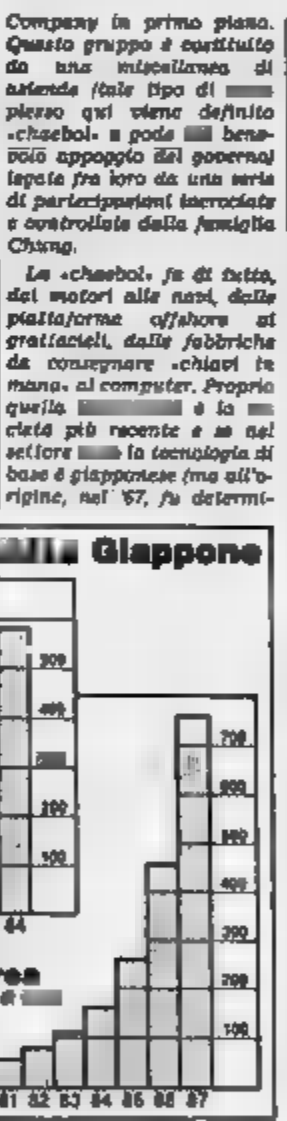 Company in primo piano.
Questo gruppo è costituito
da una miscellanea di
aziende (tale tipo di
plesso qui viene definito
«chaebol» e gode bene-
volo appoggio del governo)
legate fra loro da una serie
di partecipazioni incrociate
e controllate dalla famiglia
Chung.
Lo «chaebol» fa di tutto,
dai motori alle navi, dalle
piattaforme offshore ai
grattacieli, dalle fabbriche
da consegnare «chiavi in
mano» ai computer. Proprio
quella è la
cietà più recente e se nel
settore la tecnologia di
base è giapponese (ma all'o-
rigine, nel '67, fu determi-
Giappone
500
400
200
100
84
700
600
500
400
300
200
100
rea
di
81 82 83 84 85 86 87